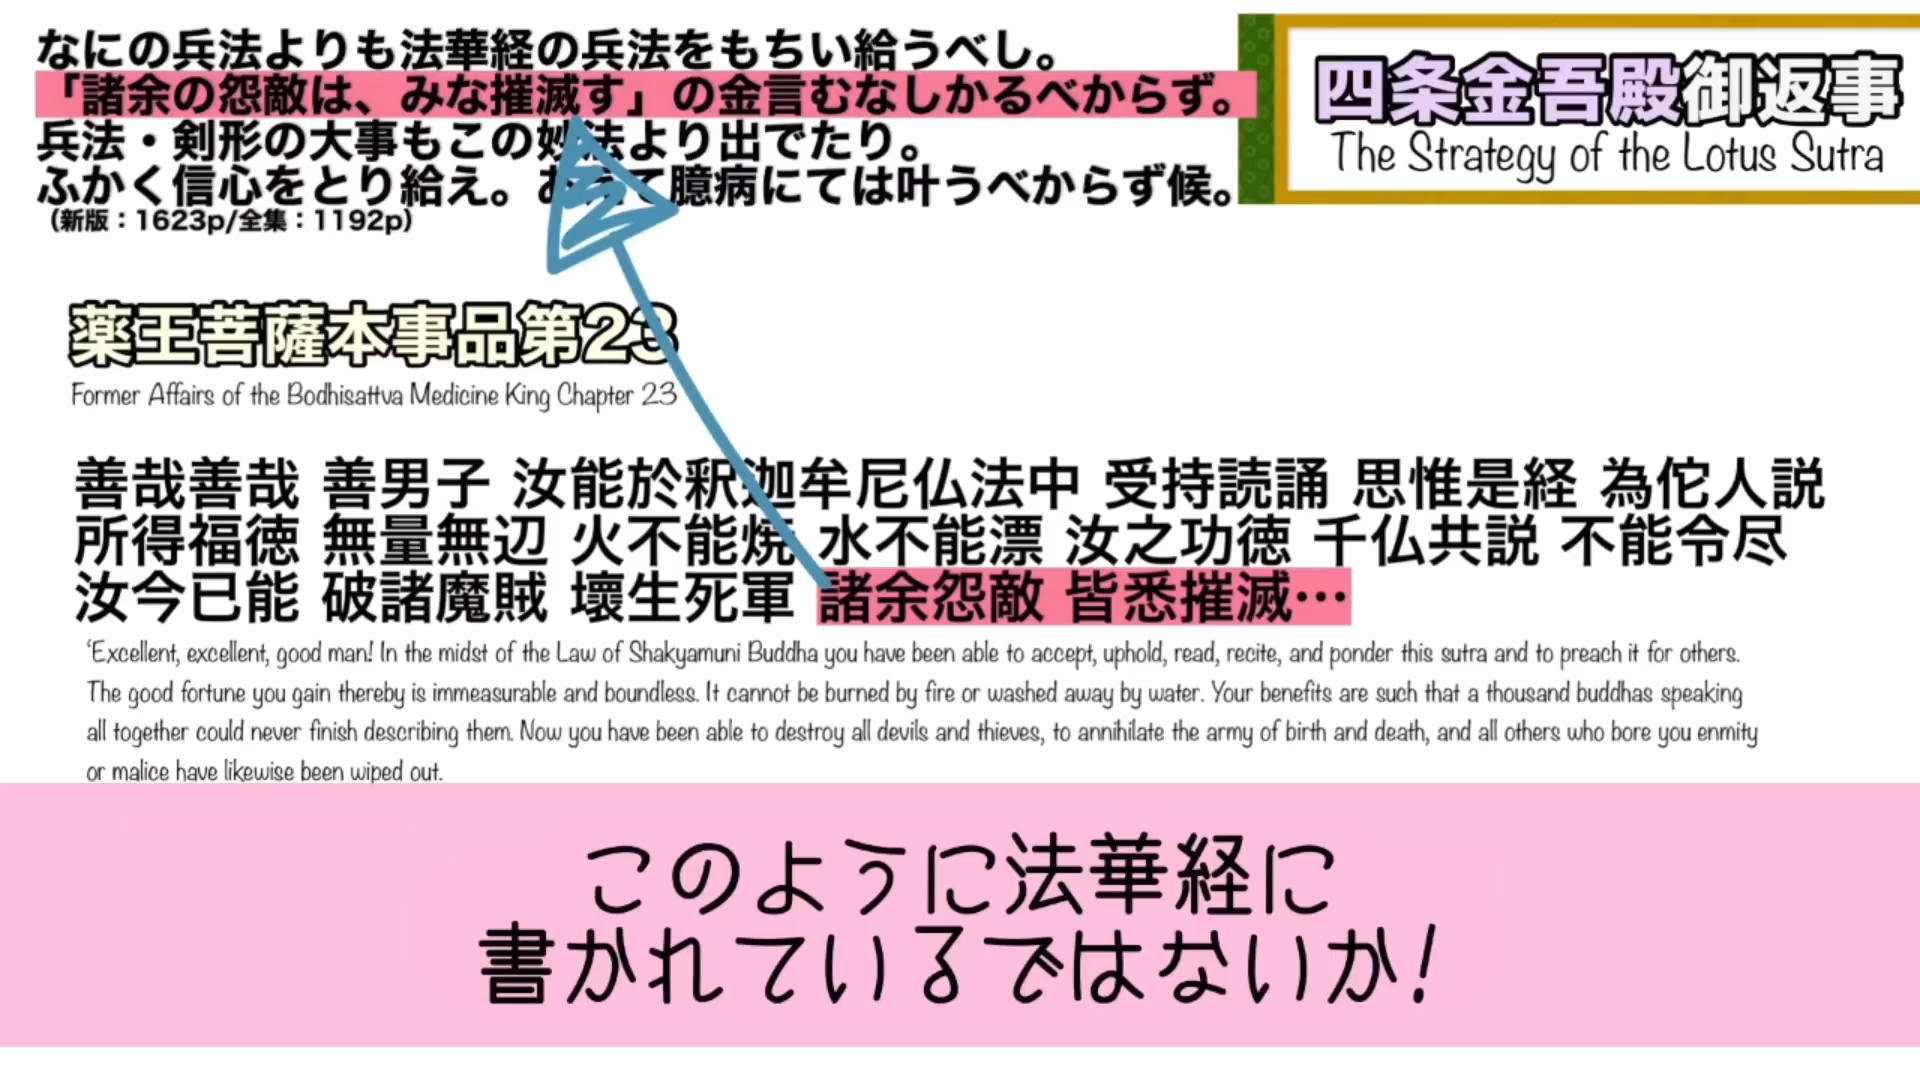 なにの兵法よりも法華経の兵法をもちい給うべし。
「諸余の怨敵は、みな摧滅す」の金言むなしかるべからず。
兵法・剣形の大事もこの妙法より出でたり。
ふかく信心をとり給え。あえて臆病にては叶うべからず候。
（新版：1623p/全集：1192p）
四条金吾殿御返事
The Strategy of the Lotus Sutra
薬王菩薩本事品第23
Former Affairs of the Bodhisattva Medicine King Chapter 23
善哉善哉 善男子 汝能於釈迦牟尼仏法中 受持読誦 思惟是経 為佗人説
所得福徳 無量無辺 火不能焼 水不能漂 汝之功徳 千仏共説 不能令尽
汝今已能 破諸魔賊 壊生死軍 諸余怨敵 皆悉摧滅…
‘Excellent, excellent, good man! In the midst of the Law of Shakyamuni Buddha you have been able to accept, uphold, read, recite, and ponder this sutra and to preach it for others.
The good fortune you gain thereby is immeasurable and boundless. It cannot be burned by fire or washed away by water. Your benefits are such that a thousand buddhas speaking
all together could never finish describing them. Now you have been able to destroy all devils and thieves, to annihilate the army of birth and death, and all others who bore you enmity
or malice have likewise been wiped out.
このように法華経に
書かれているではないか！